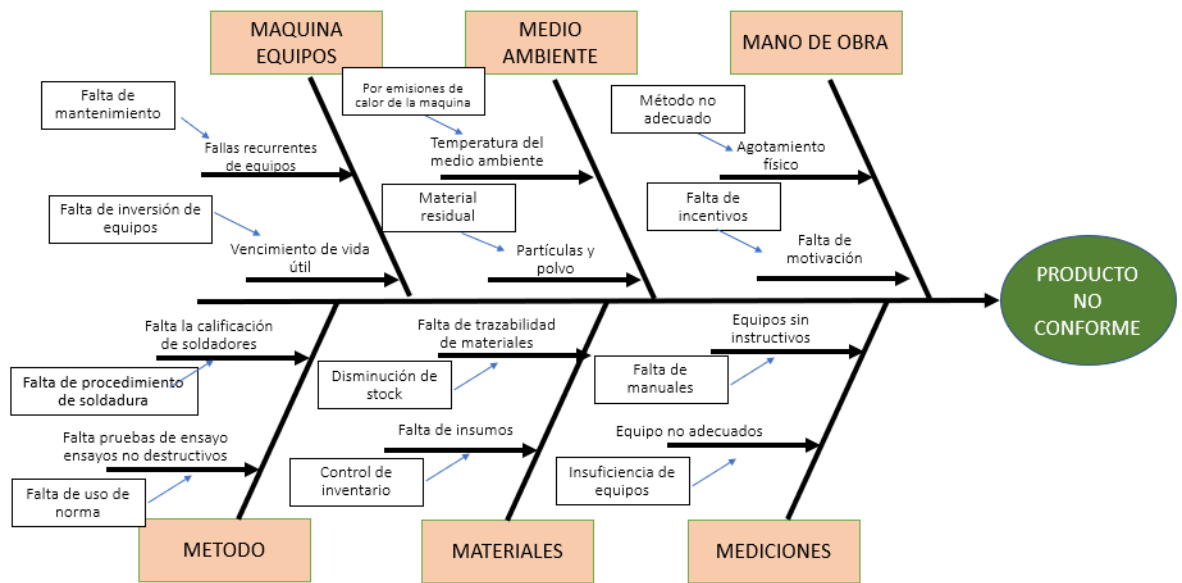 MAQUINA
EQUIPOS
MEDIO
AMBIENTE
MANO DE OBRA
Falta de
mantenimiento
Por emisiones de
calor de la maquina
Método no
adecuado
Fallas recurrentes
de equipos
Temperatura del
medio ambiente
Agotamiento
físico
Falta de inversión de
equipos
Material
residual
Falta de
incentivos
Vencimiento de vida
útil
Partículas y
polvo
Falta de
motivación
PRODUCTO
NO
CONFORME
Falta la calificación
de soldadores
Falta de trazabilidad
de materiales
Equipos sin
instructivos
Falta de procedimiento
de soldadura
Disminución de
stock
Falta de
manuales
Falta pruebas de ensayo
ensayos no destructivos
Falta de insumos
Equipo no adecuados
Falta de uso de
norma
Control de
inventario
Insuficiencia de
equipos
METODO
MATERIALES
MEDICIONES